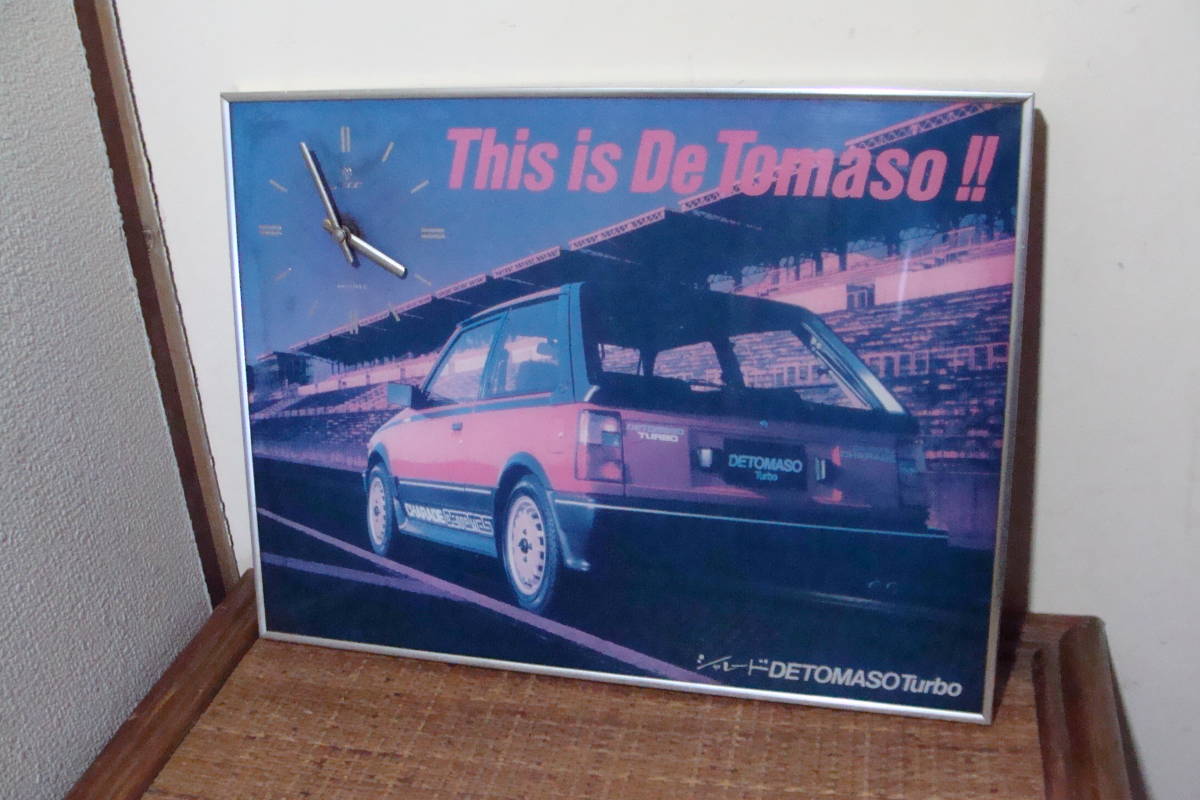 This is De Tomaso !!
DETOMASO
TURBO
DETOMASO
Turbo
CHARADE
シャレード DETOMASO Turbo